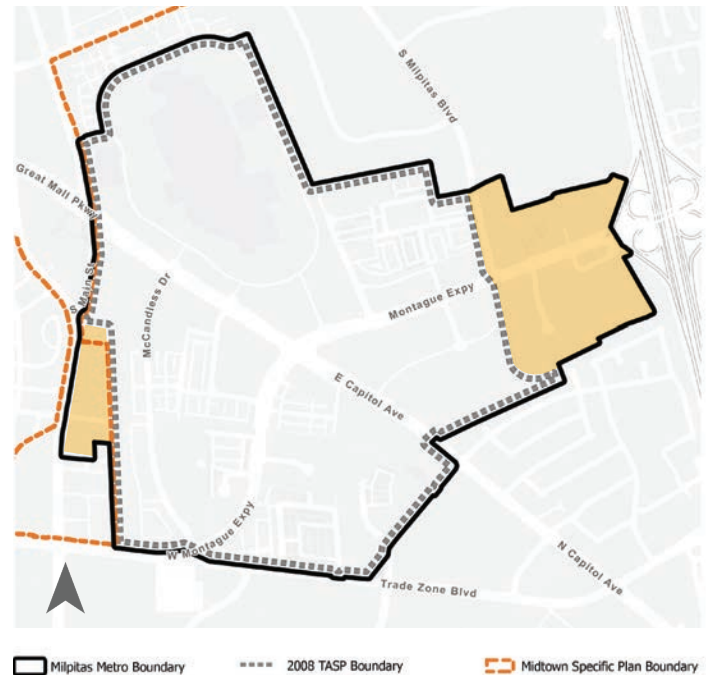 S Milpitas Blvd
Great Mall Pkwy
S Main St
McCandless Dr
Montague Expy
E Capitol Ave
W Montague Expy
N Capitol Ave
Trade Zone Blvd
Milpitas Metro Boundary
2008 TASP Boundary
Midtown Specific Plan Boundary